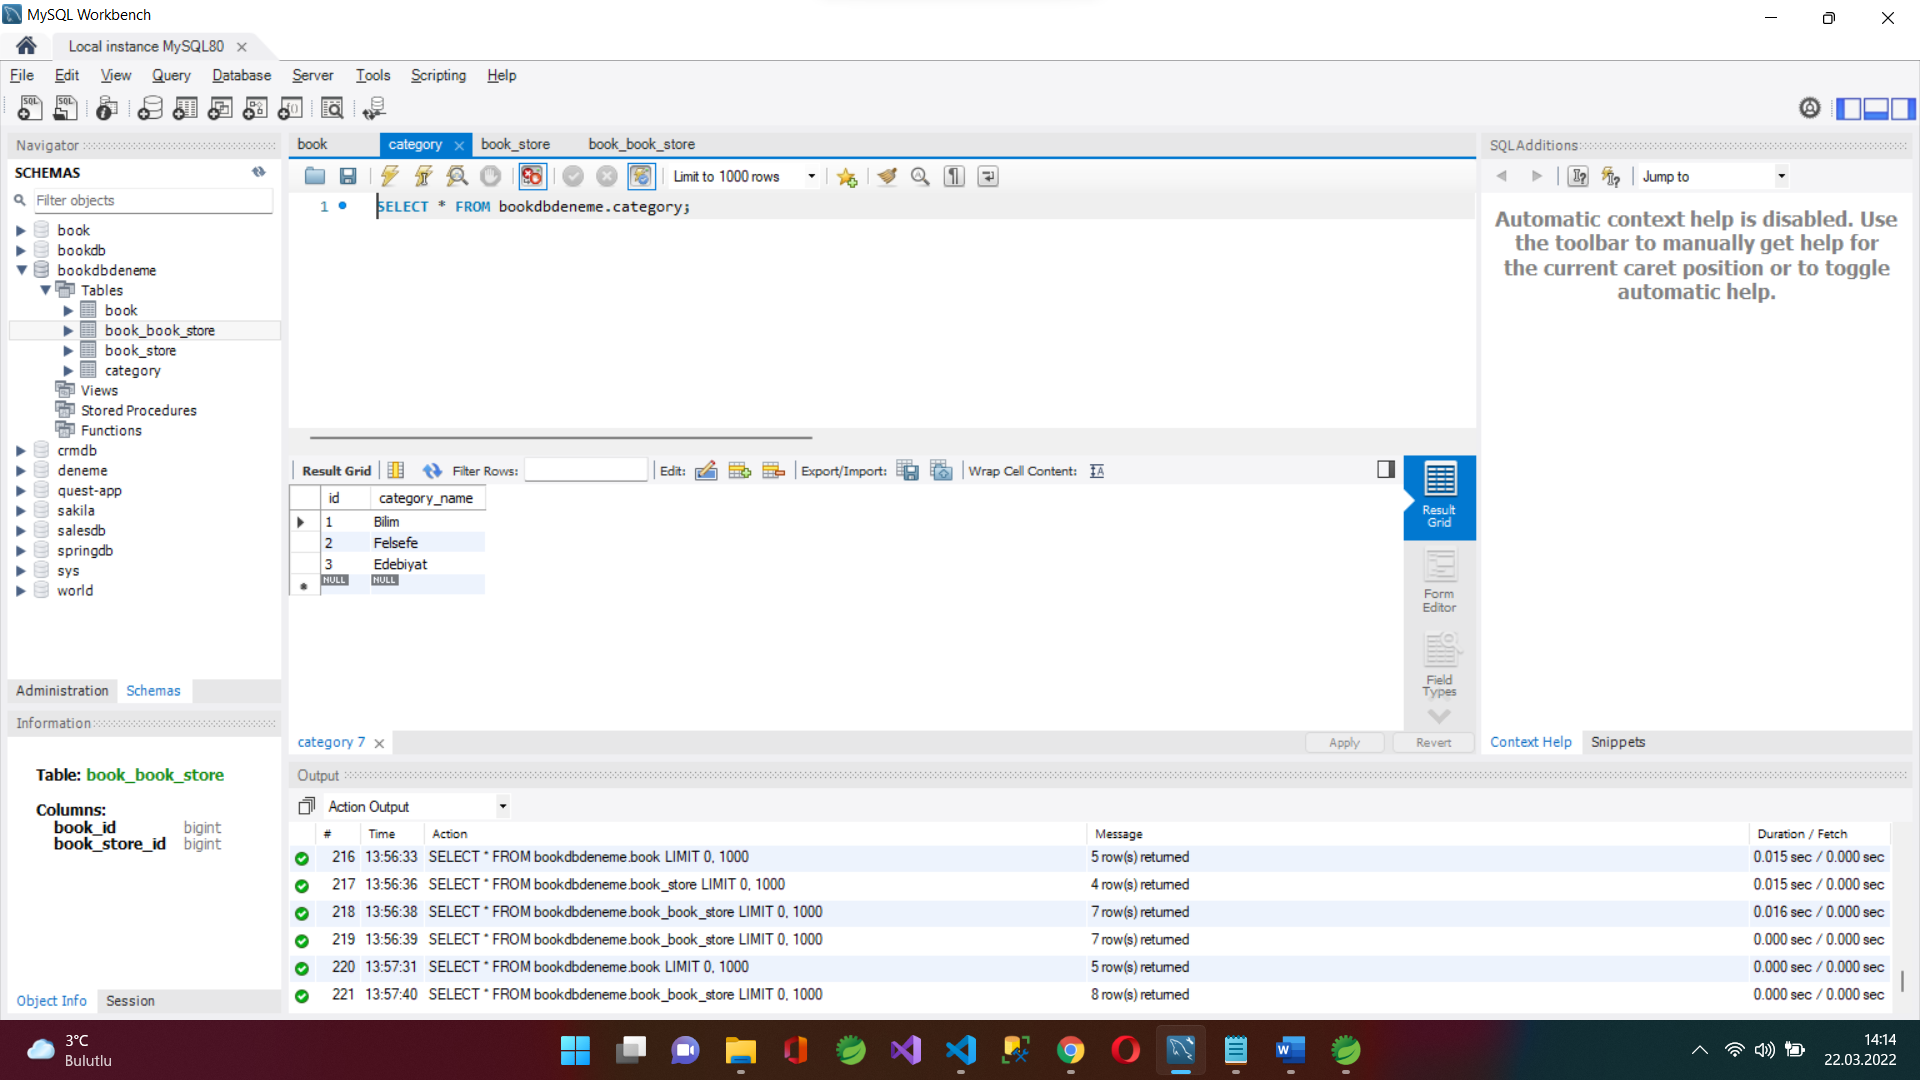 MySQL Workbench
Local instance MySQL80
File Edit View Query Database Server Tools Scripting Help
Navigator
SCHEMAS
Filter objects
book
bookdb
bookdbdeneme
Tables
book
book_book_store
book_store
category
Views
Stored Procedures
Functions
crmdb
deneme
quest-app
sakila
salesdb
springdb
sys
world
Administration Schemas
Information
Table: book_book_store
Columns:
book_id bigint
book_store_id bigint
Object Info Session
book category book_store book_book_store
Limit to 1000 rows
1 SELECT * FROM bookdbdeneme.category;
Result Grid Filter Rows: Edit: Export/Import: Wrap Cell Content:
id category_name
1 Bilim
2 Felsefe
3 Edebiyat
NULL NULL
Result Grid
Form Editor
Field Types
category 7 Apply Revert
SQLAdditions
Jump to
Automatic context help is disabled. Use
the toolbar to manually get help for
the current caret position or to toggle
automatic help.
Context Help Snippets
Output
Action Output
# Time Action Message Duration / Fetch
216 13:56:33 SELECT * FROM bookdbdeneme.book LIMIT 0, 1000 5 row(s) returned 0.015 sec / 0.000 sec
217 13:56:36 SELECT * FROM bookdbdeneme.book_store LIMIT 0, 1000 4 row(s) returned 0.015 sec / 0.000 sec
218 13:56:38 SELECT * FROM bookdbdeneme.book_book_store LIMIT 0, 1000 7 row(s) returned 0.016 sec / 0.000 sec
219 13:56:39 SELECT * FROM bookdbdeneme.book_book_store LIMIT 0, 1000 7 row(s) returned 0.000 sec / 0.000 sec
220 13:57:31 SELECT * FROM bookdbdeneme.book LIMIT 0, 1000 5 row(s) returned 0.000 sec / 0.000 sec
221 13:57:40 SELECT * FROM bookdbdeneme.book_book_store LIMIT 0, 1000 8 row(s) returned 0.000 sec / 0.000 sec
3°C
Bulutlu
14:14
22.03.2022